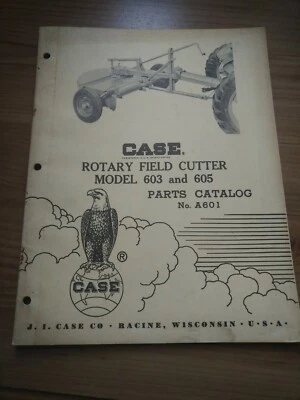 CASE.
ROTARY FIELD CUTTER
MODEL 603 and 605
PARTS CATALOG
No. A601
®
CASE
J. I. CASE CO • RACINE, WISCONSIN • U • S • A •